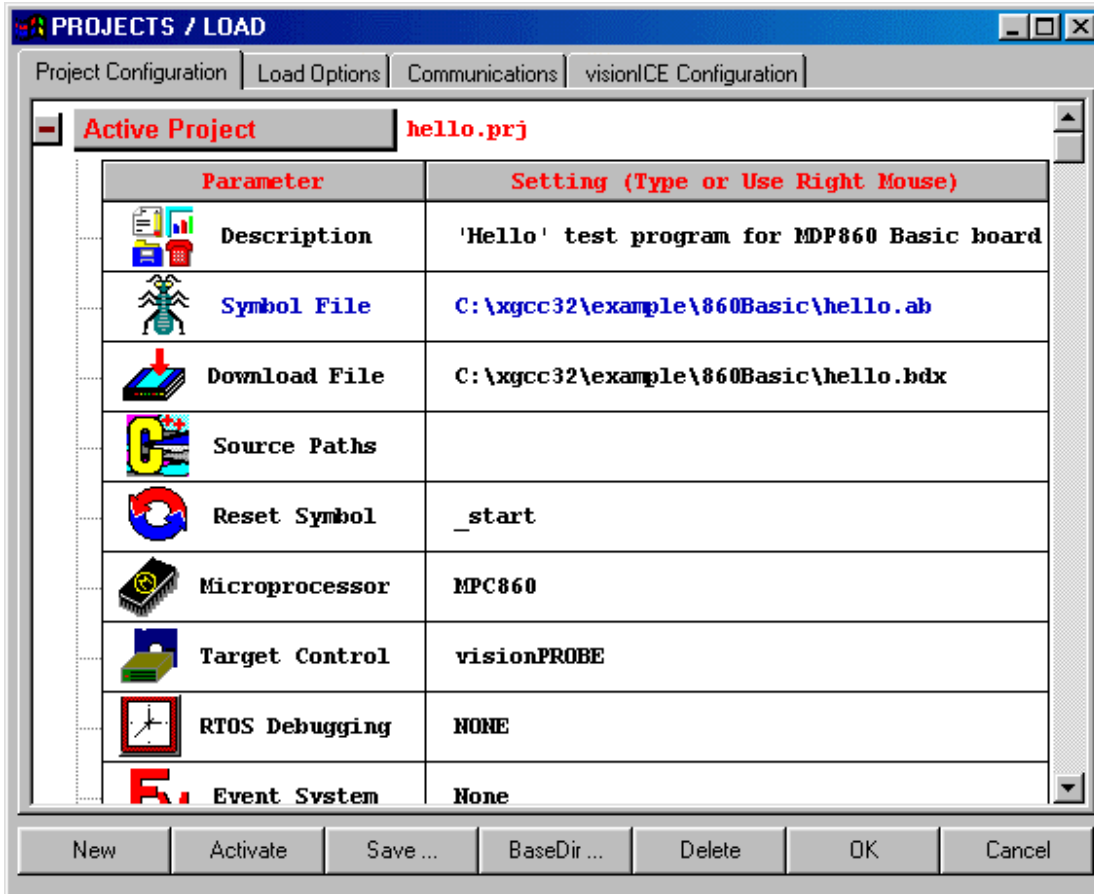 PROJECTS / LOAD
Project Configuration Load Options Communications visionICE Configuration
Active Project hello.prj
Parameter Setting (Type or Use Right Mouse)
Description 'Hello' test program for MDP860 Basic board
Symbol File C:\xgcc32\example\860Basic\hello.ab
Download File C:\xgcc32\example\860Basic\hello.bdx
C++ Source Paths
Reset Symbol _start
Microprocessor MPC860
Target Control visionPROBE
RTOS Debugging NONE
Event System None
New Activate Save ... BaseDir ... Delete OK Cancel